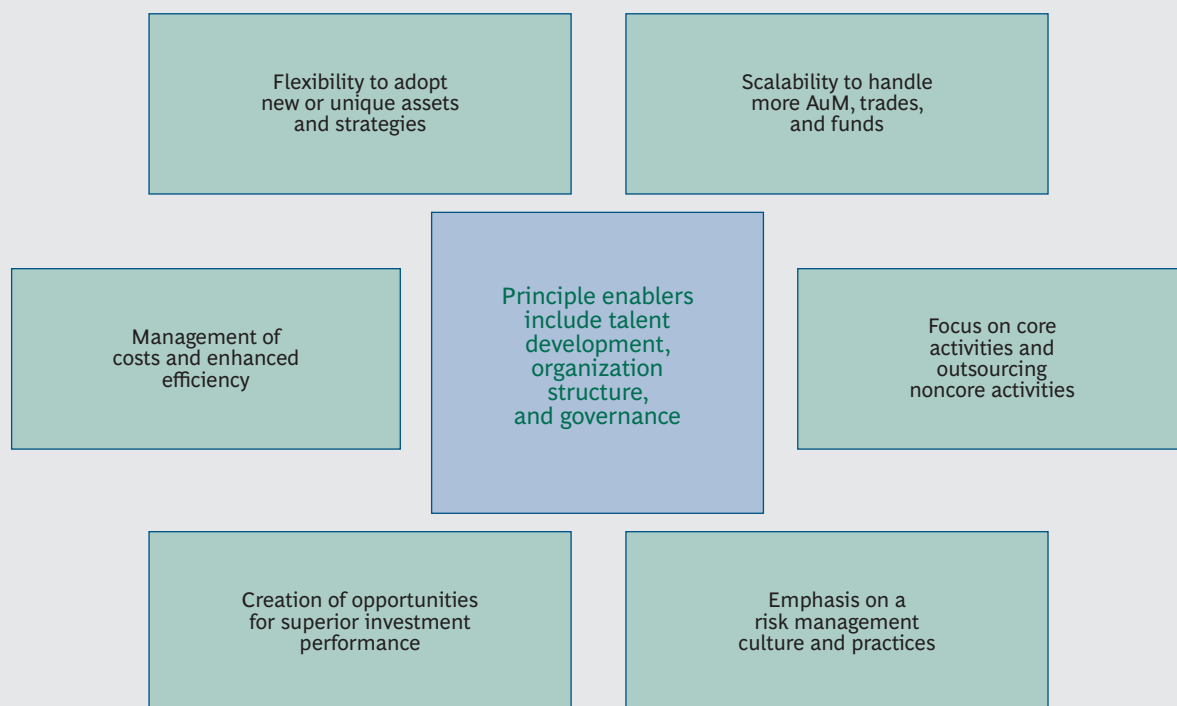 Flexibility to adopt
new or unique assets
and strategies
Scalability to handle
more AuM, trades,
and funds
Management of
costs and enhanced
efficiency
Principle enablers
include talent
development,
organization
structure,
and governance
Focus on core
activities and
outsourcing
noncore activities
Creation of opportunities
for superior investment
performance
Emphasis on a
risk management
culture and practices